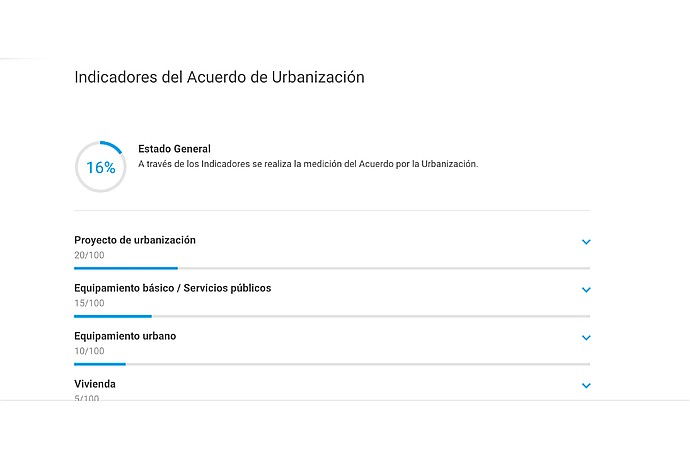 Indicadores del Acuerdo de Urbanización
16%
Estado General
A través de los Indicadores se realiza la medición del Acuerdo por la Urbanización.
Proyecto de urbanización
20/100
Equipamiento básico / Servicios públicos
15/100
Equipamiento urbano
10/100
Vivienda
5/100